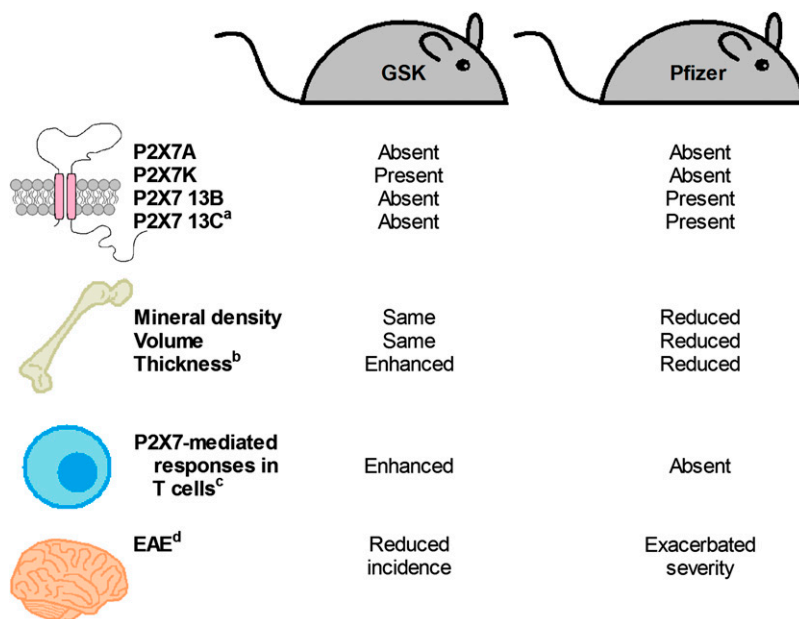 GSK Pfizer
P2X7A Absent Absent
P2X7K Present Absent
P2X7 13B Absent Present
P2X7 13Cᵃ Absent Present
Mineral density Same Reduced
Volume Same Reduced
Thicknessᵇ Enhanced Reduced
P2X7-mediated
responses in Enhanced Absent
T cellsᶜ
EAEᵈ Reduced Exacerbated
incidence severity